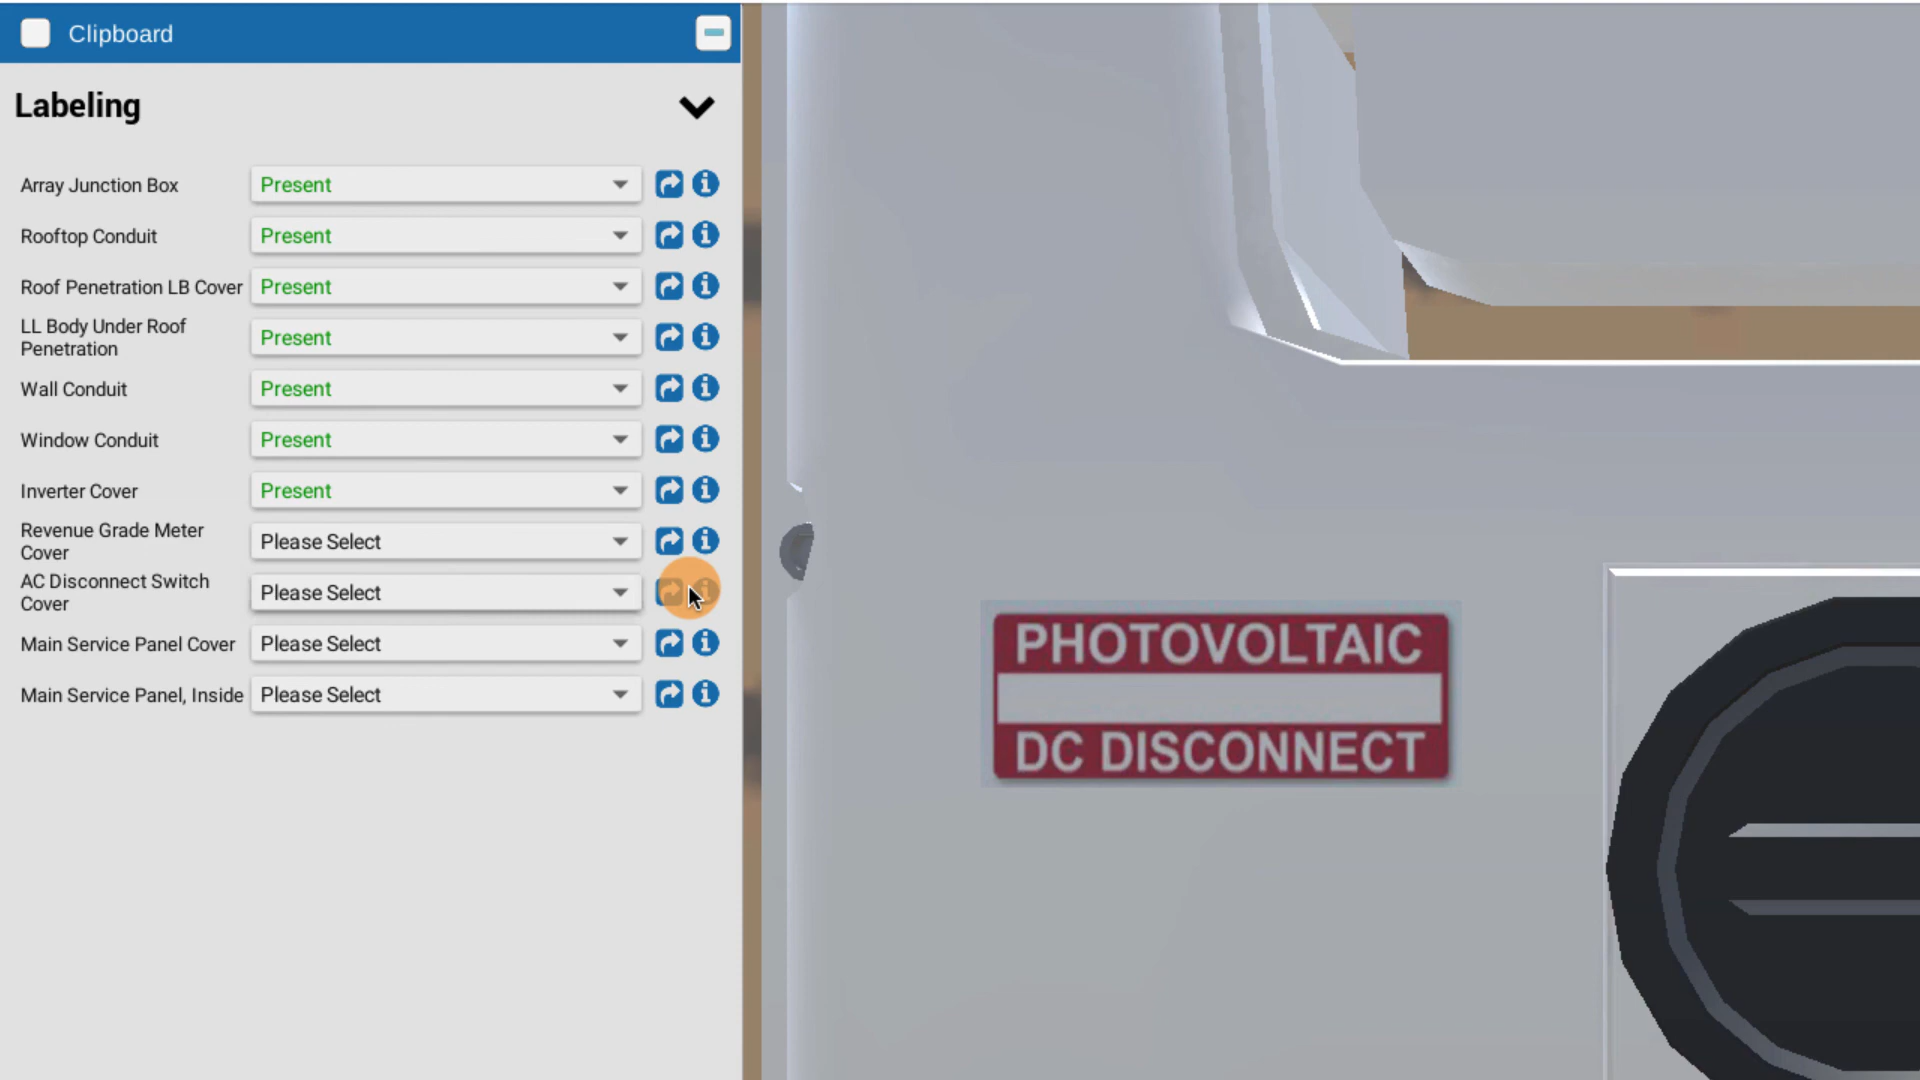 Clipboard
Labeling
Array Junction Box Present
Rooftop Conduit Present
Roof Penetration LB Cover Present
LL Body Under Roof
Penetration
Present
Wall Conduit Present
Window Conduit Present
Inverter Cover Present
Revenue Grade Meter
Cover
Please Select
AC Disconnect Switch
Cover
Please Select
Main Service Panel Cover Please Select
Main Service Panel, Inside Please Select
PHOTOVOLTAIC
DC DISCONNECT